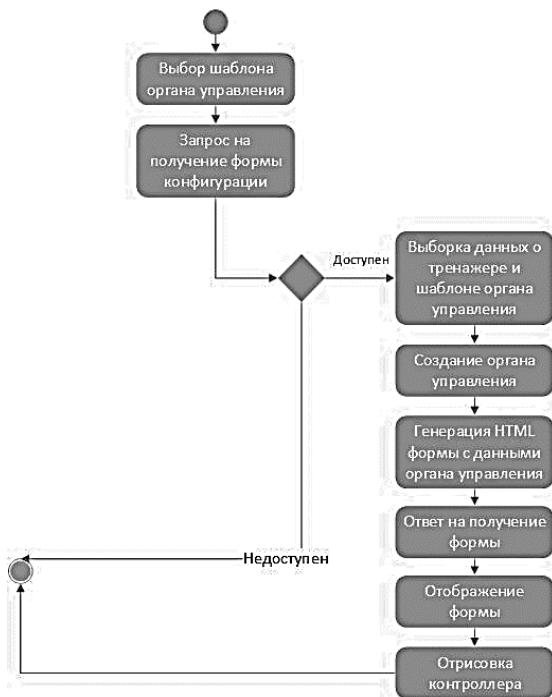 Выбор шаблона
органа управления
Запрос на
получение формы
конфигурации
Доступен
Выборка данных о
тренажере и
шаблоне органа
управления
Создание органа
управления
Генерация HTML
формы с данными
органа управления
Ответ на получение
формы
Недоступен
Отображение
формы
Отрисовка
контроллера